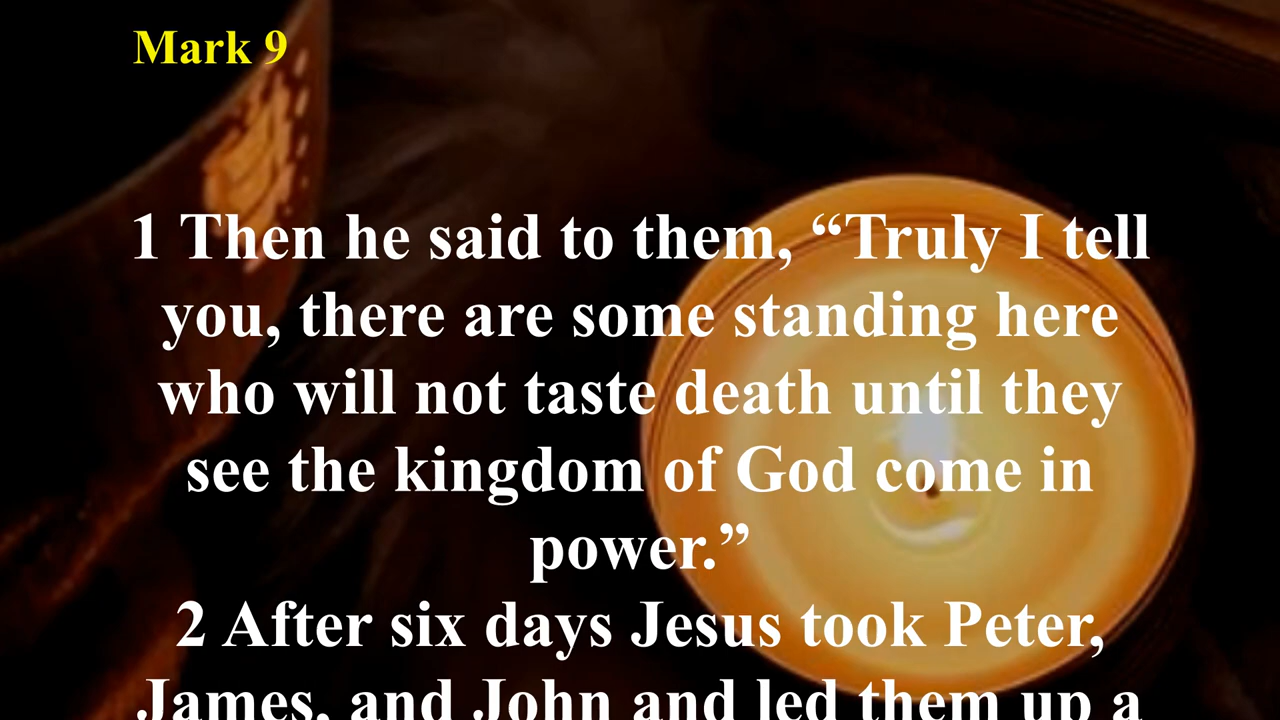 Mark 9
1 Then he said to them, “Truly I tell
you, there are some standing here
who will not taste death until they
see the kingdom of God come in
power.”
2 After six days Jesus took Peter,
James, and John and led them up a